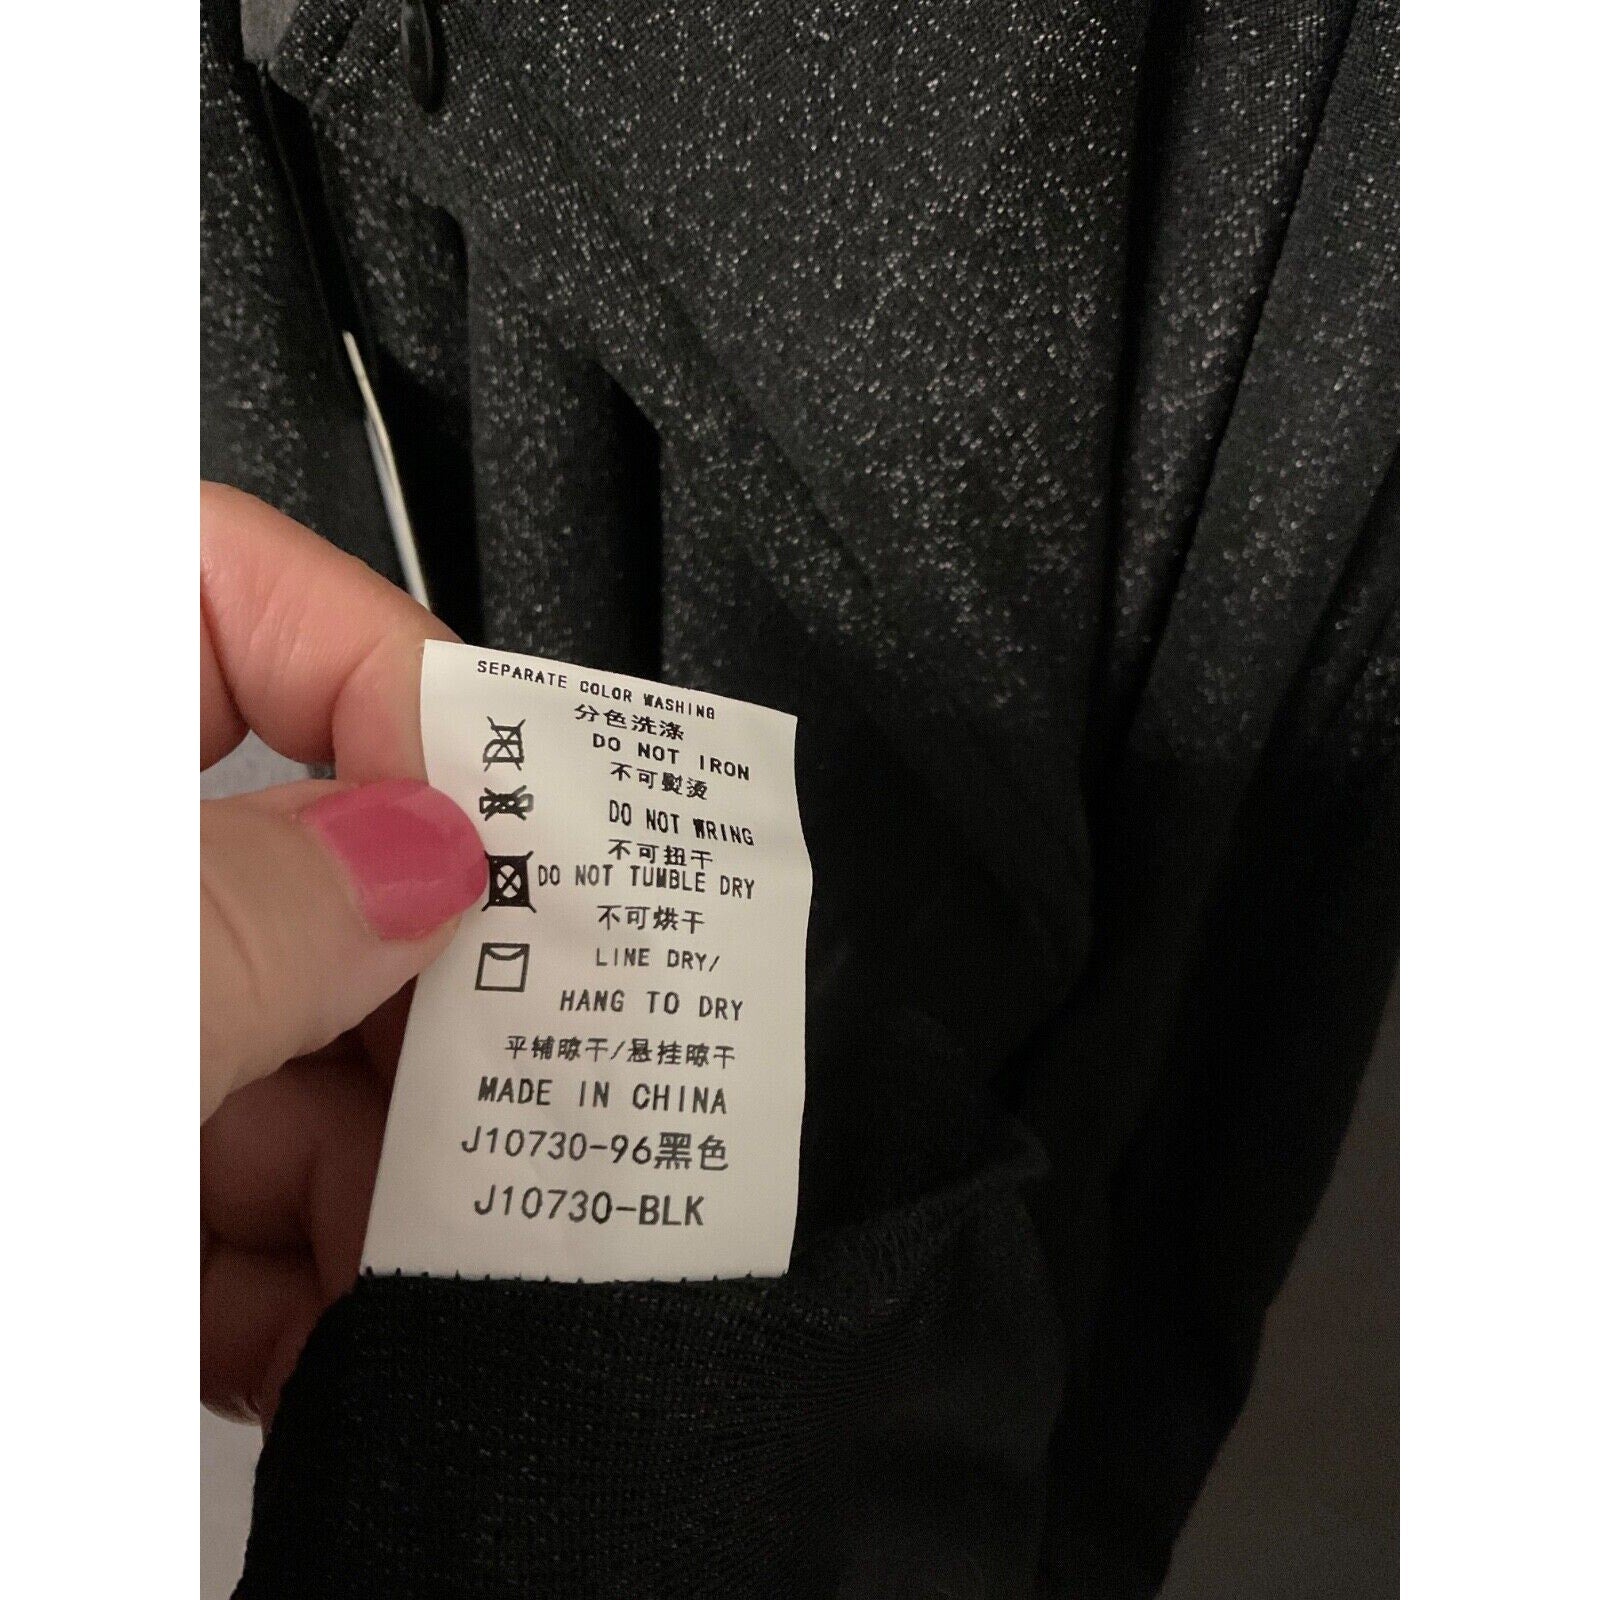 SEPARATE COLOR WASHING
分色洗涤
DO NOT IRON
不可熨烫
DO NOT WRING
不可扭干
DO NOT TUMBLE DRY
不可烘干
LINE DRY/
HANG TO DRY
平铺晾干/悬挂晾干
MADE IN CHINA
J10730-96黑色
J10730-BLK